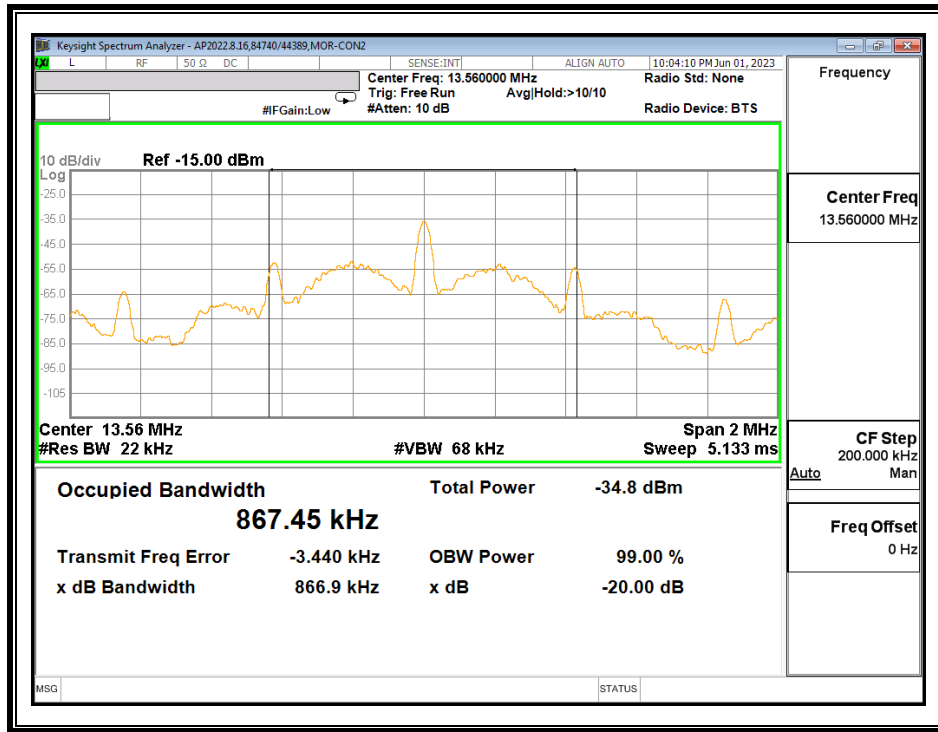 Keysight Spectrum Analyzer - AP2022.8.16,84740/44389,MOR-CON2
LXI L RF 50 Ω DC SENSE:INT ALIGN AUTO 10:04:10 PM Jun 01, 2023
Center Freq: 13.560000 MHz Radio Std: None
Trig: Free Run Avg|Hold:>10/10
#IFGain:Low #Atten: 10 dB Radio Device: BTS
10 dB/div Ref -15.00 dBm
Log
-25.0
-35.0
-45.0
-55.0
-65.0
-75.0
-85.0
-95.0
-105
Center 13.56 MHz Span 2 MHz
#Res BW 22 kHz #VBW 68 kHz Sweep 5.133 ms
Occupied Bandwidth Total Power -34.8 dBm
867.45 kHz
Transmit Freq Error -3.440 kHz OBW Power 99.00 %
x dB Bandwidth 866.9 kHz x dB -20.00 dB
MSG STATUS
Frequency
Center Freq
13.560000 MHz
CF Step
200.000 kHz
Auto Man
Freq Offset
0 Hz